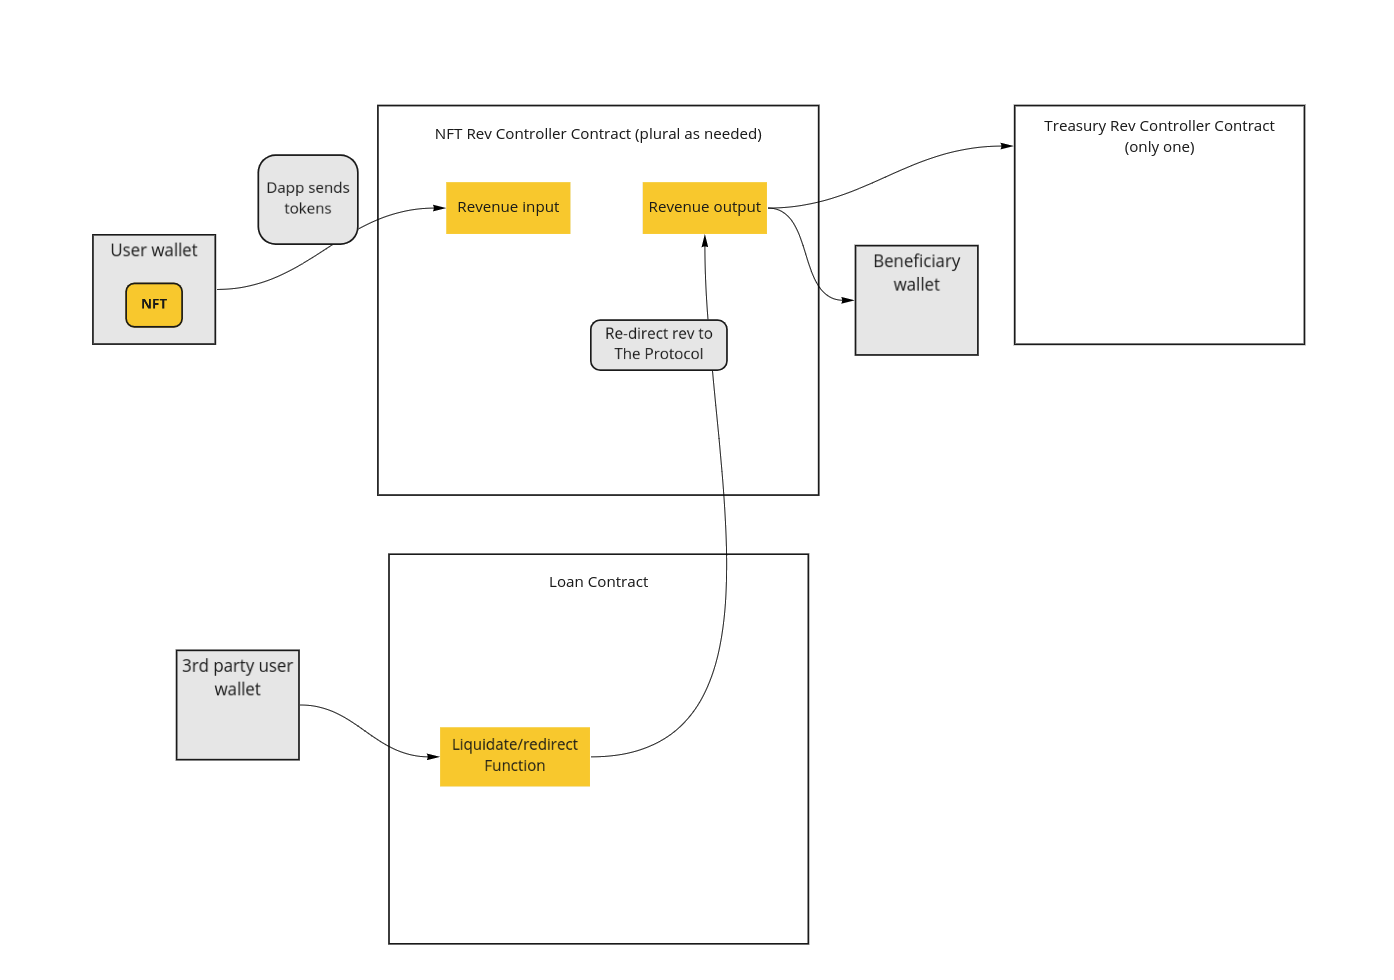 NFT Rev Controller Contract (plural as needed)
Treasury Rev Controller Contract
(only one)
Dapp sends
tokens
Revenue input
Revenue output
User wallet
NFT
Beneficiary
wallet
Re-direct rev to
The Protocol
Loan Contract
3rd party user
wallet
Liquidate/redirect
Function